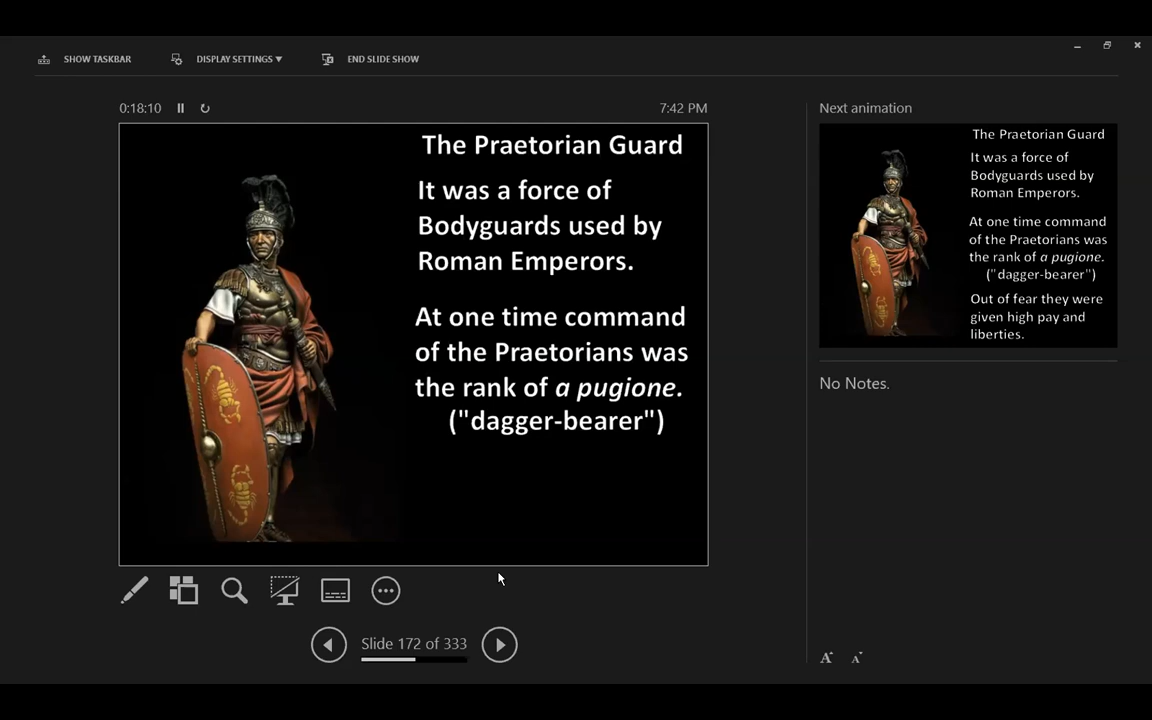 SHOW TASKBAR
DISPLAY SETTINGS ▼
END SLIDE SHOW
0:18:10
7:42 PM
The Praetorian Guard
It was a force of
Bodyguards used by
Roman Emperors.
At one time command
of the Praetorians was
the rank of a pugione.
("dagger-bearer")
Slide 172 of 333
Next animation
The Praetorian Guard
It was a force of
Bodyguards used by
Roman Emperors.
At one time command
of the Praetorians was
the rank of a pugione.
("dagger-bearer")
Out of fear they were
given high pay and
liberties.
No Notes.
A A